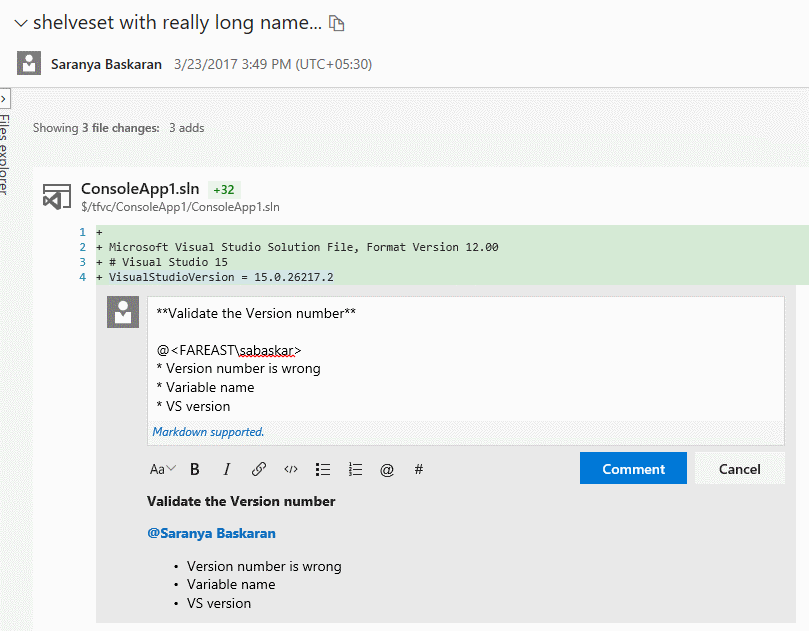 shelveset with really long name...
Saranya Baskaran 3/23/2017 3:49 PM (UTC+05:30)
Files explorer
Showing 3 file changes: 3 adds
ConsoleApp1.sln +32
$/tfvc/ConsoleApp1/ConsoleApp1.sln
1 +
2 + Microsoft Visual Studio Solution File, Format Version 12.00
3 + # Visual Studio 15
4 + VisualStudioVersion = 15.0.26217.2
**Validate the Version number**
@<FAREAST\sabaskar>
* Version number is wrong
* Variable name
* VS version
Markdown supported.
Aa B I </> @ # Comment Cancel
Validate the Version number
@Saranya Baskaran
• Version number is wrong
• Variable name
• VS version